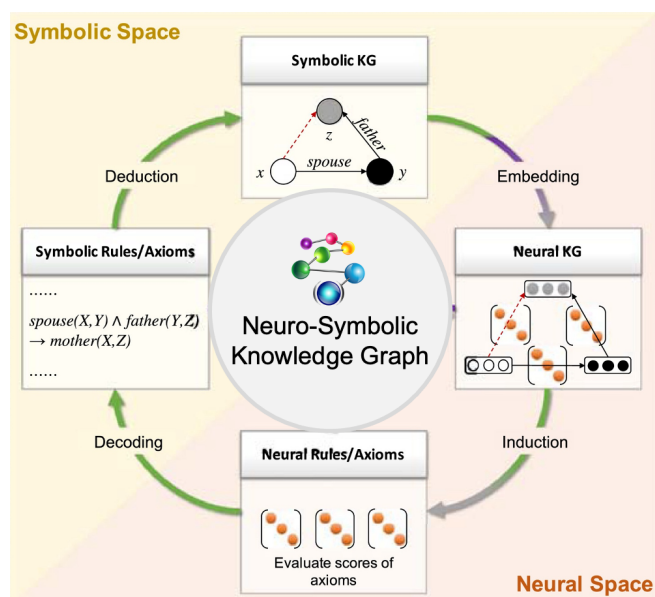 Symbolic Space
Symbolic KG
z
father
x
spouse
y
Deduction
Embedding
Symbolic Rules/Axioms
......
spouse(X,Y) ∧ father(Y,Z)
→ mother(X,Z)
......
Neural KG
Neuro-Symbolic
Knowledge Graph
Decoding
Induction
Neural Rules/Axioms
Evaluate scores of
axioms
Neural Space